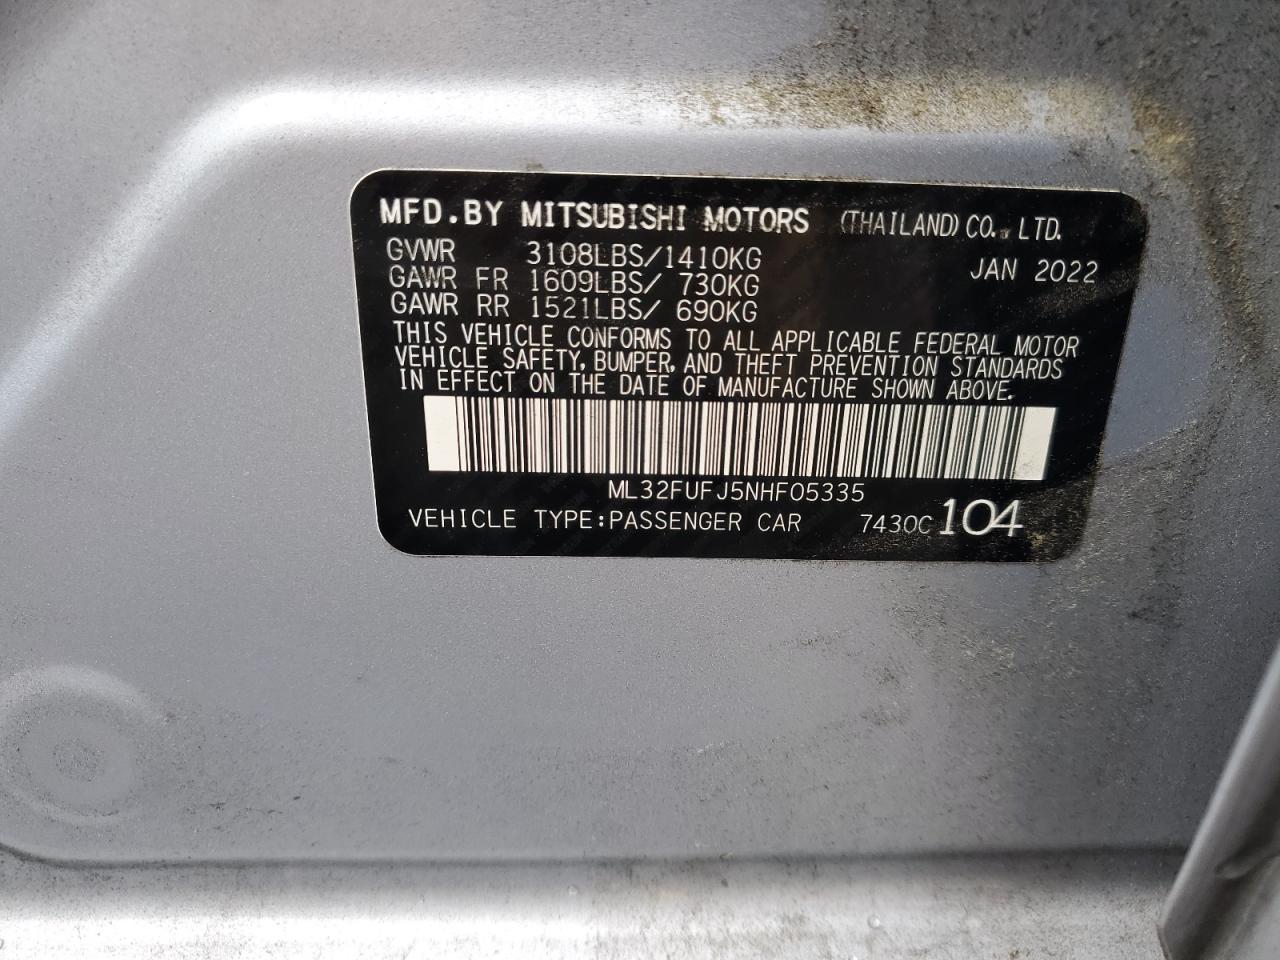 MFD.BY MITSUBISHI MOTORS (THAILAND) CO., LTD.
GVWR 3108LBS/1410KG JAN 2022
GAWR FR 1609LBS/ 730KG
GAWR RR 1521LBS/ 690KG
THIS VEHICLE CONFORMS TO ALL APPLICABLE FEDERAL MOTOR
VEHICLE SAFETY, BUMPER, AND THEFT PREVENTION STANDARDS
IN EFFECT ON THE DATE OF MANUFACTURE SHOWN ABOVE.
ML32FUFJ5NHF05335
VEHICLE TYPE:PASSENGER CAR 7430C 104